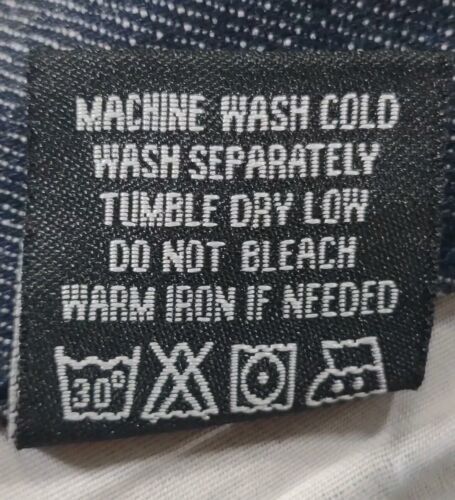 MACHINE WASH COLD
WASH SEPARATELY
TUMBLE DRY LOW
DO NOT BLEACH
WARM IRON IF NEEDED
30°